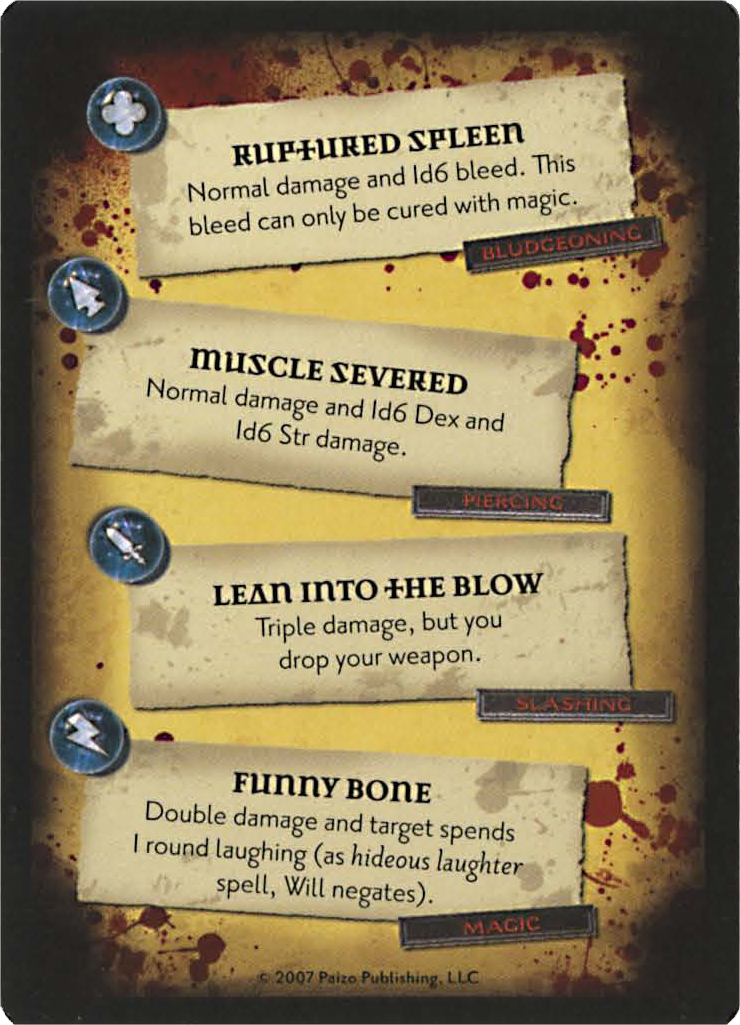 RUPTURED SPLEEN
Normal damage and 1d6 bleed. This
bleed can only be cured with magic.
BLUDGEONING
MUSCLE SEVERED
Normal damage and 1d6 Dex and
1d6 Str damage.
PIERCING
LEAN INTO THE BLOW
Triple damage, but you
drop your weapon.
SLASHING
FUNNY BONE
Double damage and target spends
1 round laughing (as hideous laughter
spell, Will negates).
MAGIC
© 2007 Paizo Publishing, LLC